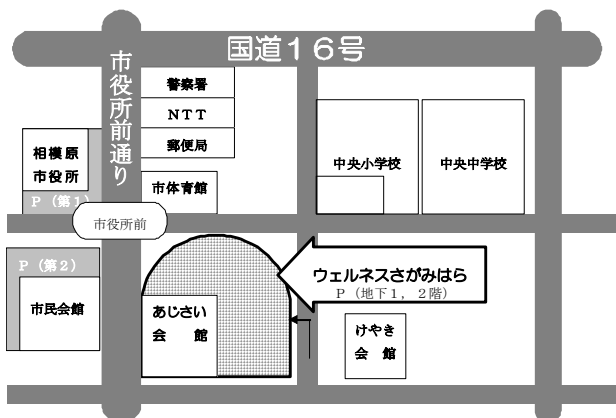 国道１６号
市役所前通り
警察署
ＮＴＴ
郵便局
相模原
市役所
Ｐ（第１）
市体育館
中央小学校
中央中学校
市役所前
Ｐ（第２）
市民会館
ウェルネスさがみはら
Ｐ（地下１，２階）
あじさい
会　館
けやき
会　館